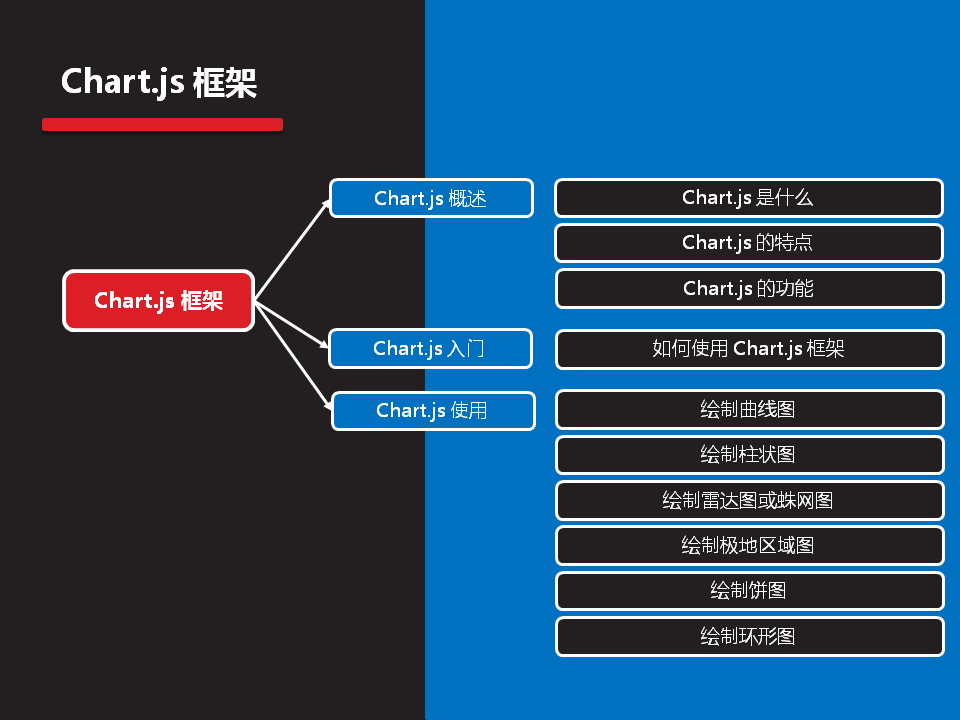 Chart.js 框架
Chart.js 框架
Chart.js 概述
Chart.js 是什么
Chart.js 的特点
Chart.js 的功能
Chart.js 入门
如何使用 Chart.js 框架
Chart.js 使用
绘制曲线图
绘制柱状图
绘制雷达图或蛛网图
绘制极地区域图
绘制饼图
绘制环形图